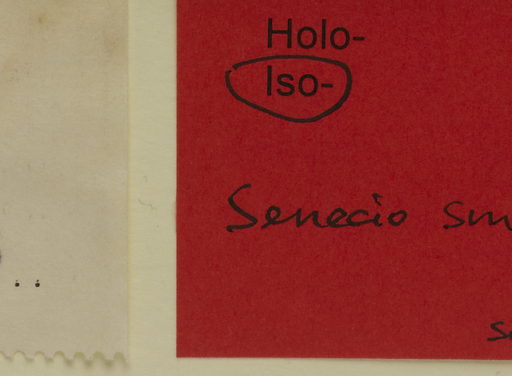 Holo-
Iso-
Senecio